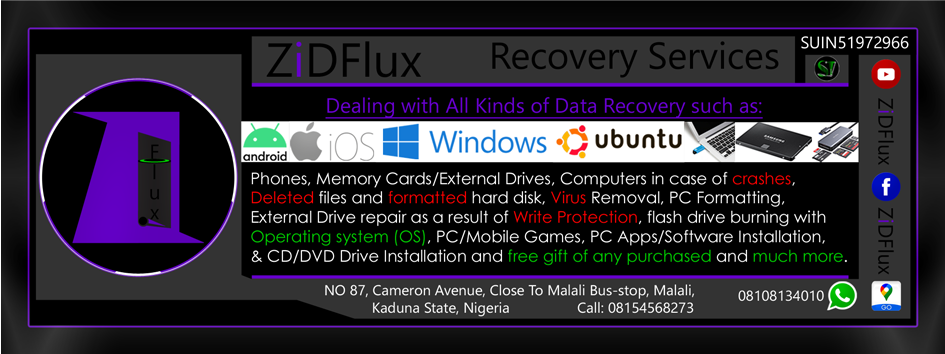 SUIN51972966
ZiDFlux Recovery Services
SI
Dealing with All Kinds of Data Recovery such as:
android iOS Windows ubuntu
Phones, Memory Cards/External Drives, Computers in case of crashes,
Deleted files and formatted hard disk, Virus Removal, PC Formatting,
External Drive repair as a result of Write Protection, flash drive burning with
Operating system (OS), PC/Mobile Games, PC Apps/Software Installation,
& CD/DVD Drive Installation and free gift of any purchased and much more.
NO 87, Cameron Avenue, Close To Malali Bus-stop, Malali,
Kaduna State, Nigeria Call: 08154568273
08108134010
Flux
ZiDFlux
f
ZiDFlux
GO